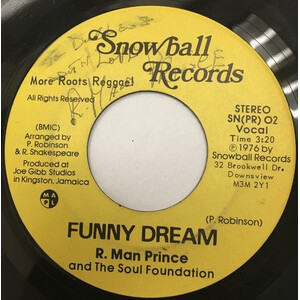 Snowball
Records
More Roots Reggae!
All Rights Reserved
(BMIC)
Arranged by
P. Robinson
& R. Shakespeare
Produced at
Joe Gibb Studios
in Kingston, Jamaica
STEREO
SN(PR) 02
Vocal
Time 3:20
℗1976 by
Snowball Records
32 Brookwell Dr.
Downsview
M3M 2Y1
(P. Robinson)
FUNNY DREAM
R. Man Prince
and The Soul Foundation